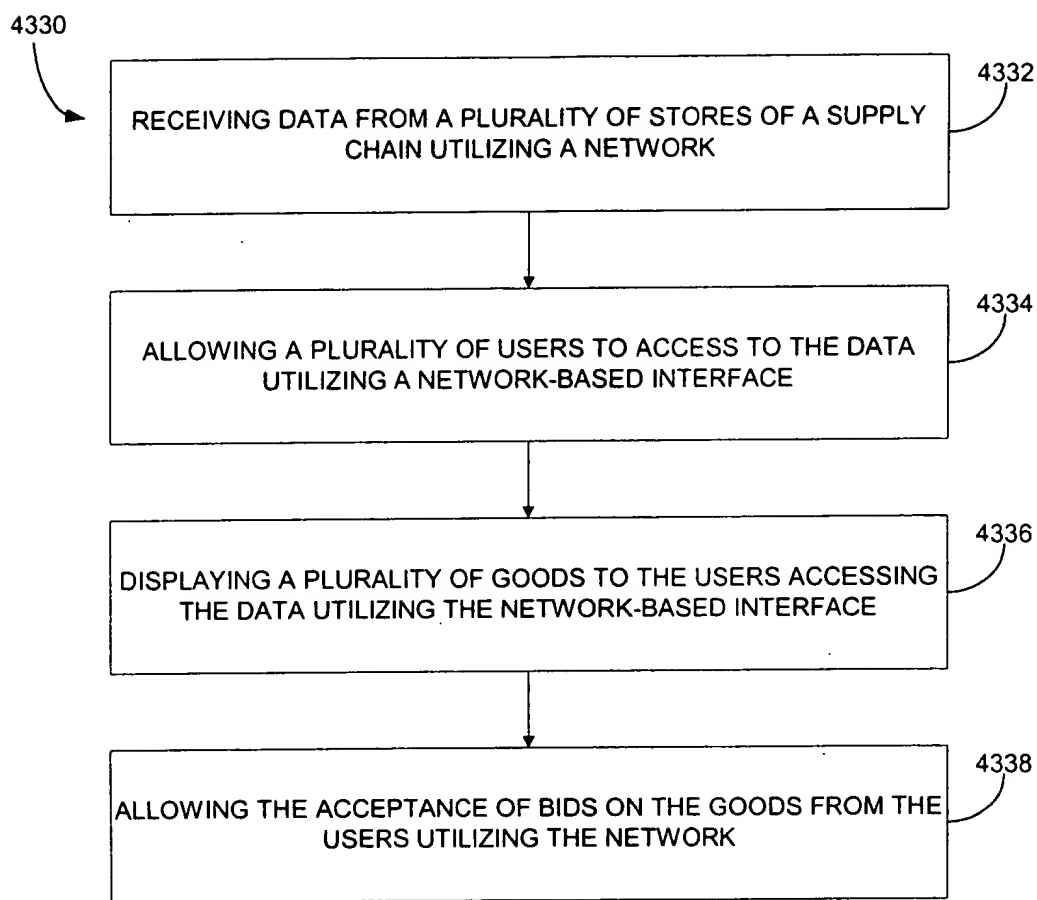 4330
4332
RECEIVING DATA FROM A PLURALITY OF STORES OF A SUPPLY
CHAIN UTILIZING A NETWORK
4334
ALLOWING A PLURALITY OF USERS TO ACCESS TO THE DATA
UTILIZING A NETWORK-BASED INTERFACE
4336
DISPLAYING A PLURALITY OF GOODS TO THE USERS ACCESSING
THE DATA UTILIZING THE NETWORK-BASED INTERFACE
4338
ALLOWING THE ACCEPTANCE OF BIDS ON THE GOODS FROM THE
USERS UTILIZING THE NETWORK